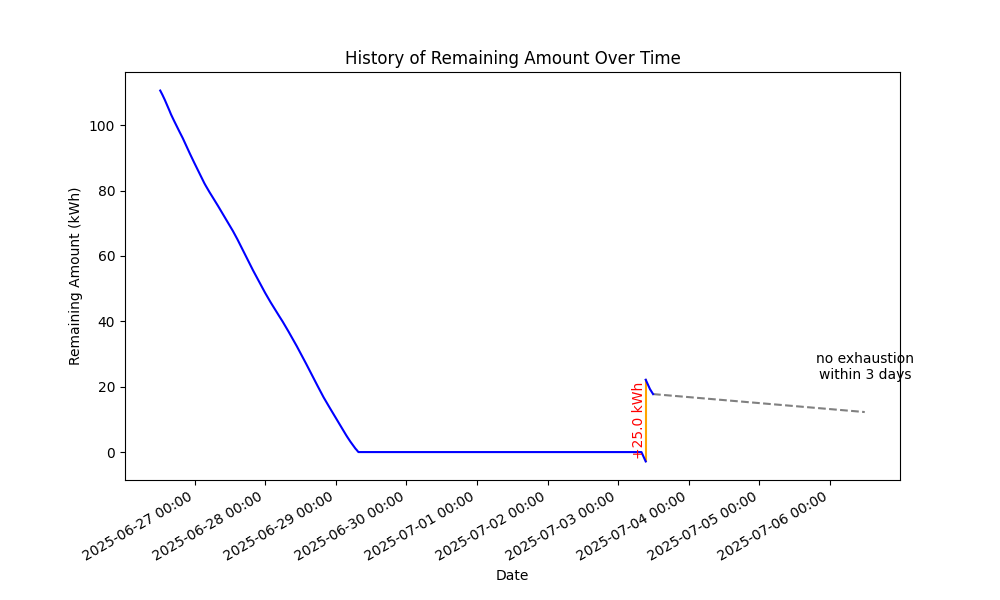 History of Remaining Amount Over Time
Remaining Amount (kWh)
100
80
60
40
20
0
+25.0 kWh
no exhaustion
within 3 days
2025-06-27 00:00
2025-06-28 00:00
2025-06-29 00:00
2025-06-30 00:00
2025-07-01 00:00
2025-07-02 00:00
2025-07-03 00:00
2025-07-04 00:00
2025-07-05 00:00
2025-07-06 00:00
Date